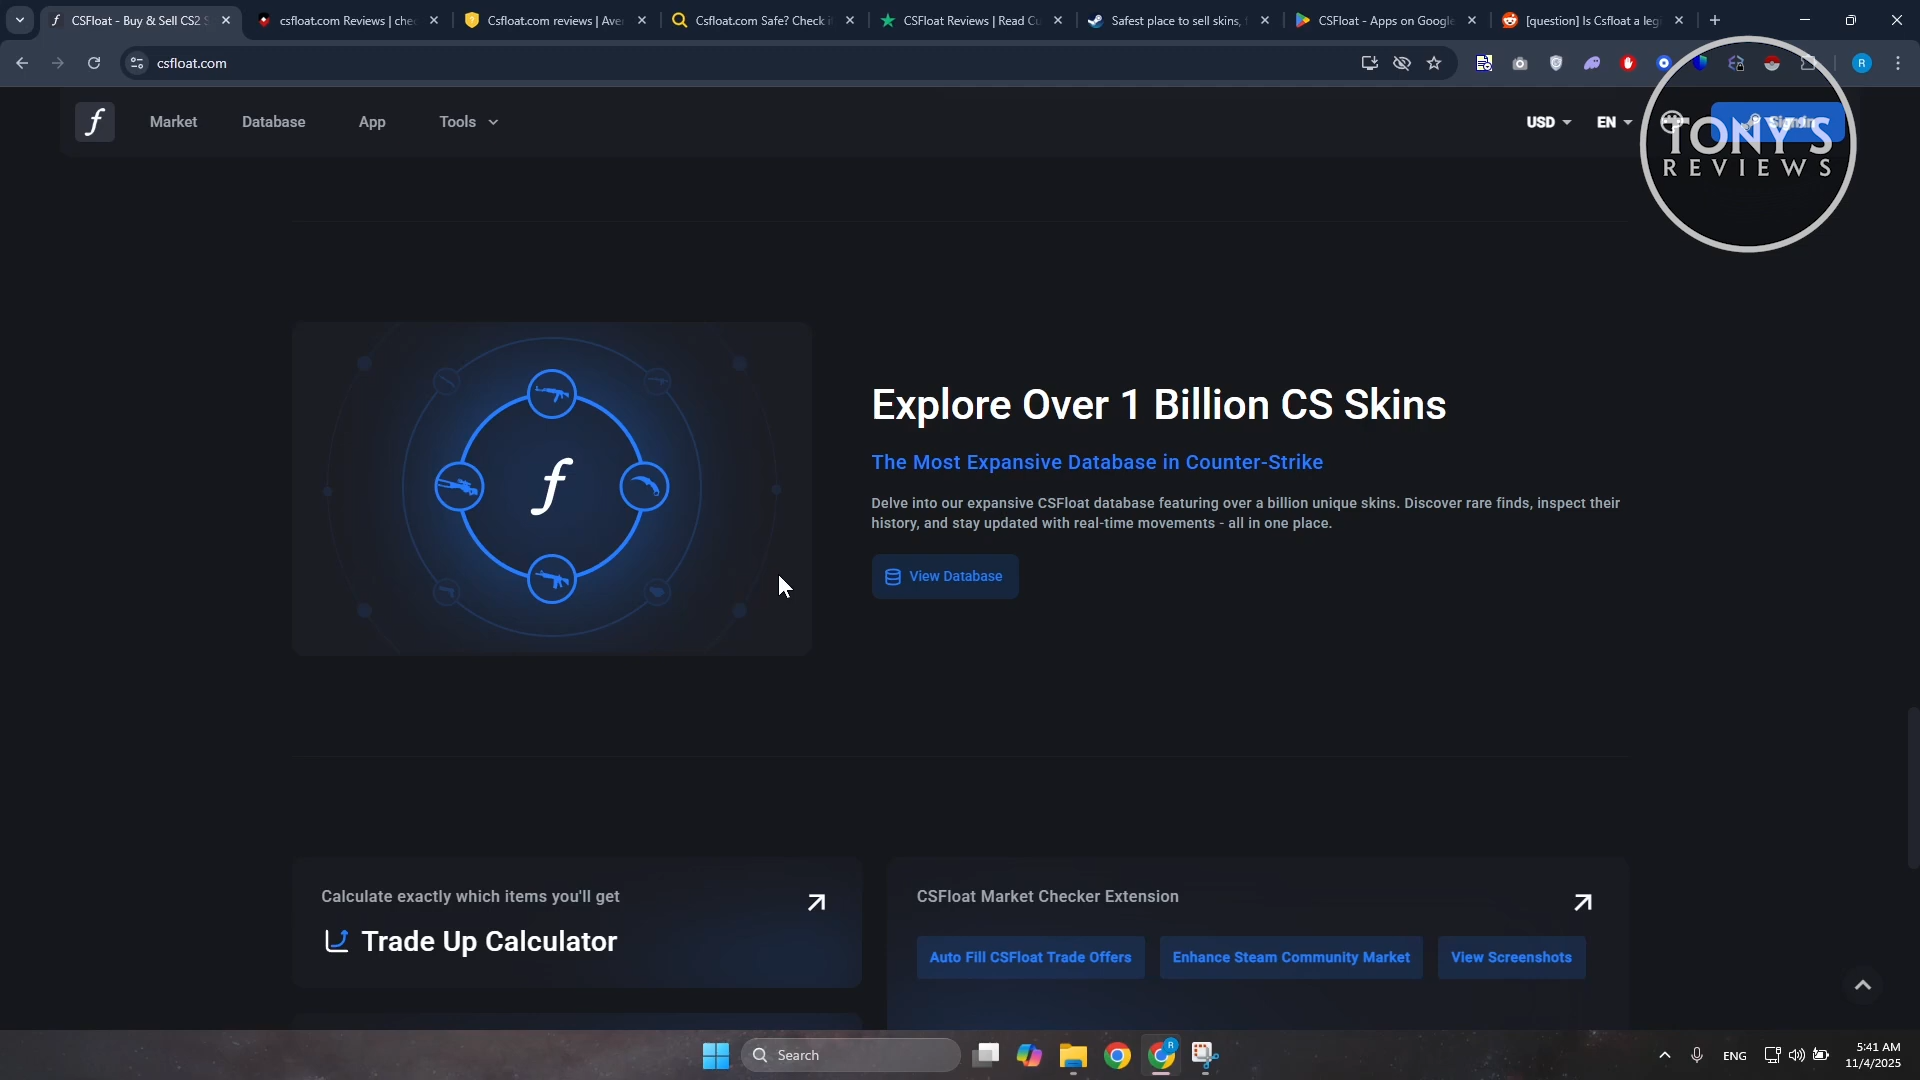 CSFloat - Buy & Sell CS2 S
csfloat.com Reviews | chec
Csfloat.com reviews | Ave
Csfloat.com Safe? Check i
CSFloat Reviews | Read Cu
Safest place to sell skins,
CSFloat - Apps on Google
[question] Is Csfloat a legi
csfloat.com
R
f
Market
Database
App
Tools
USD
EN
Sign in
TONY'S
REVIEWS
f
Explore Over 1 Billion CS Skins
The Most Expansive Database in Counter-Strike
Delve into our expansive CSFloat database featuring over a billion unique skins. Discover rare finds, inspect their
history, and stay updated with real-time movements - all in one place.
View Database
Calculate exactly which items you'll get
Trade Up Calculator
CSFloat Market Checker Extension
Auto Fill CSFloat Trade Offers
Enhance Steam Community Market
View Screenshots
Search
R
ENG
5:41 AM
11/4/2025